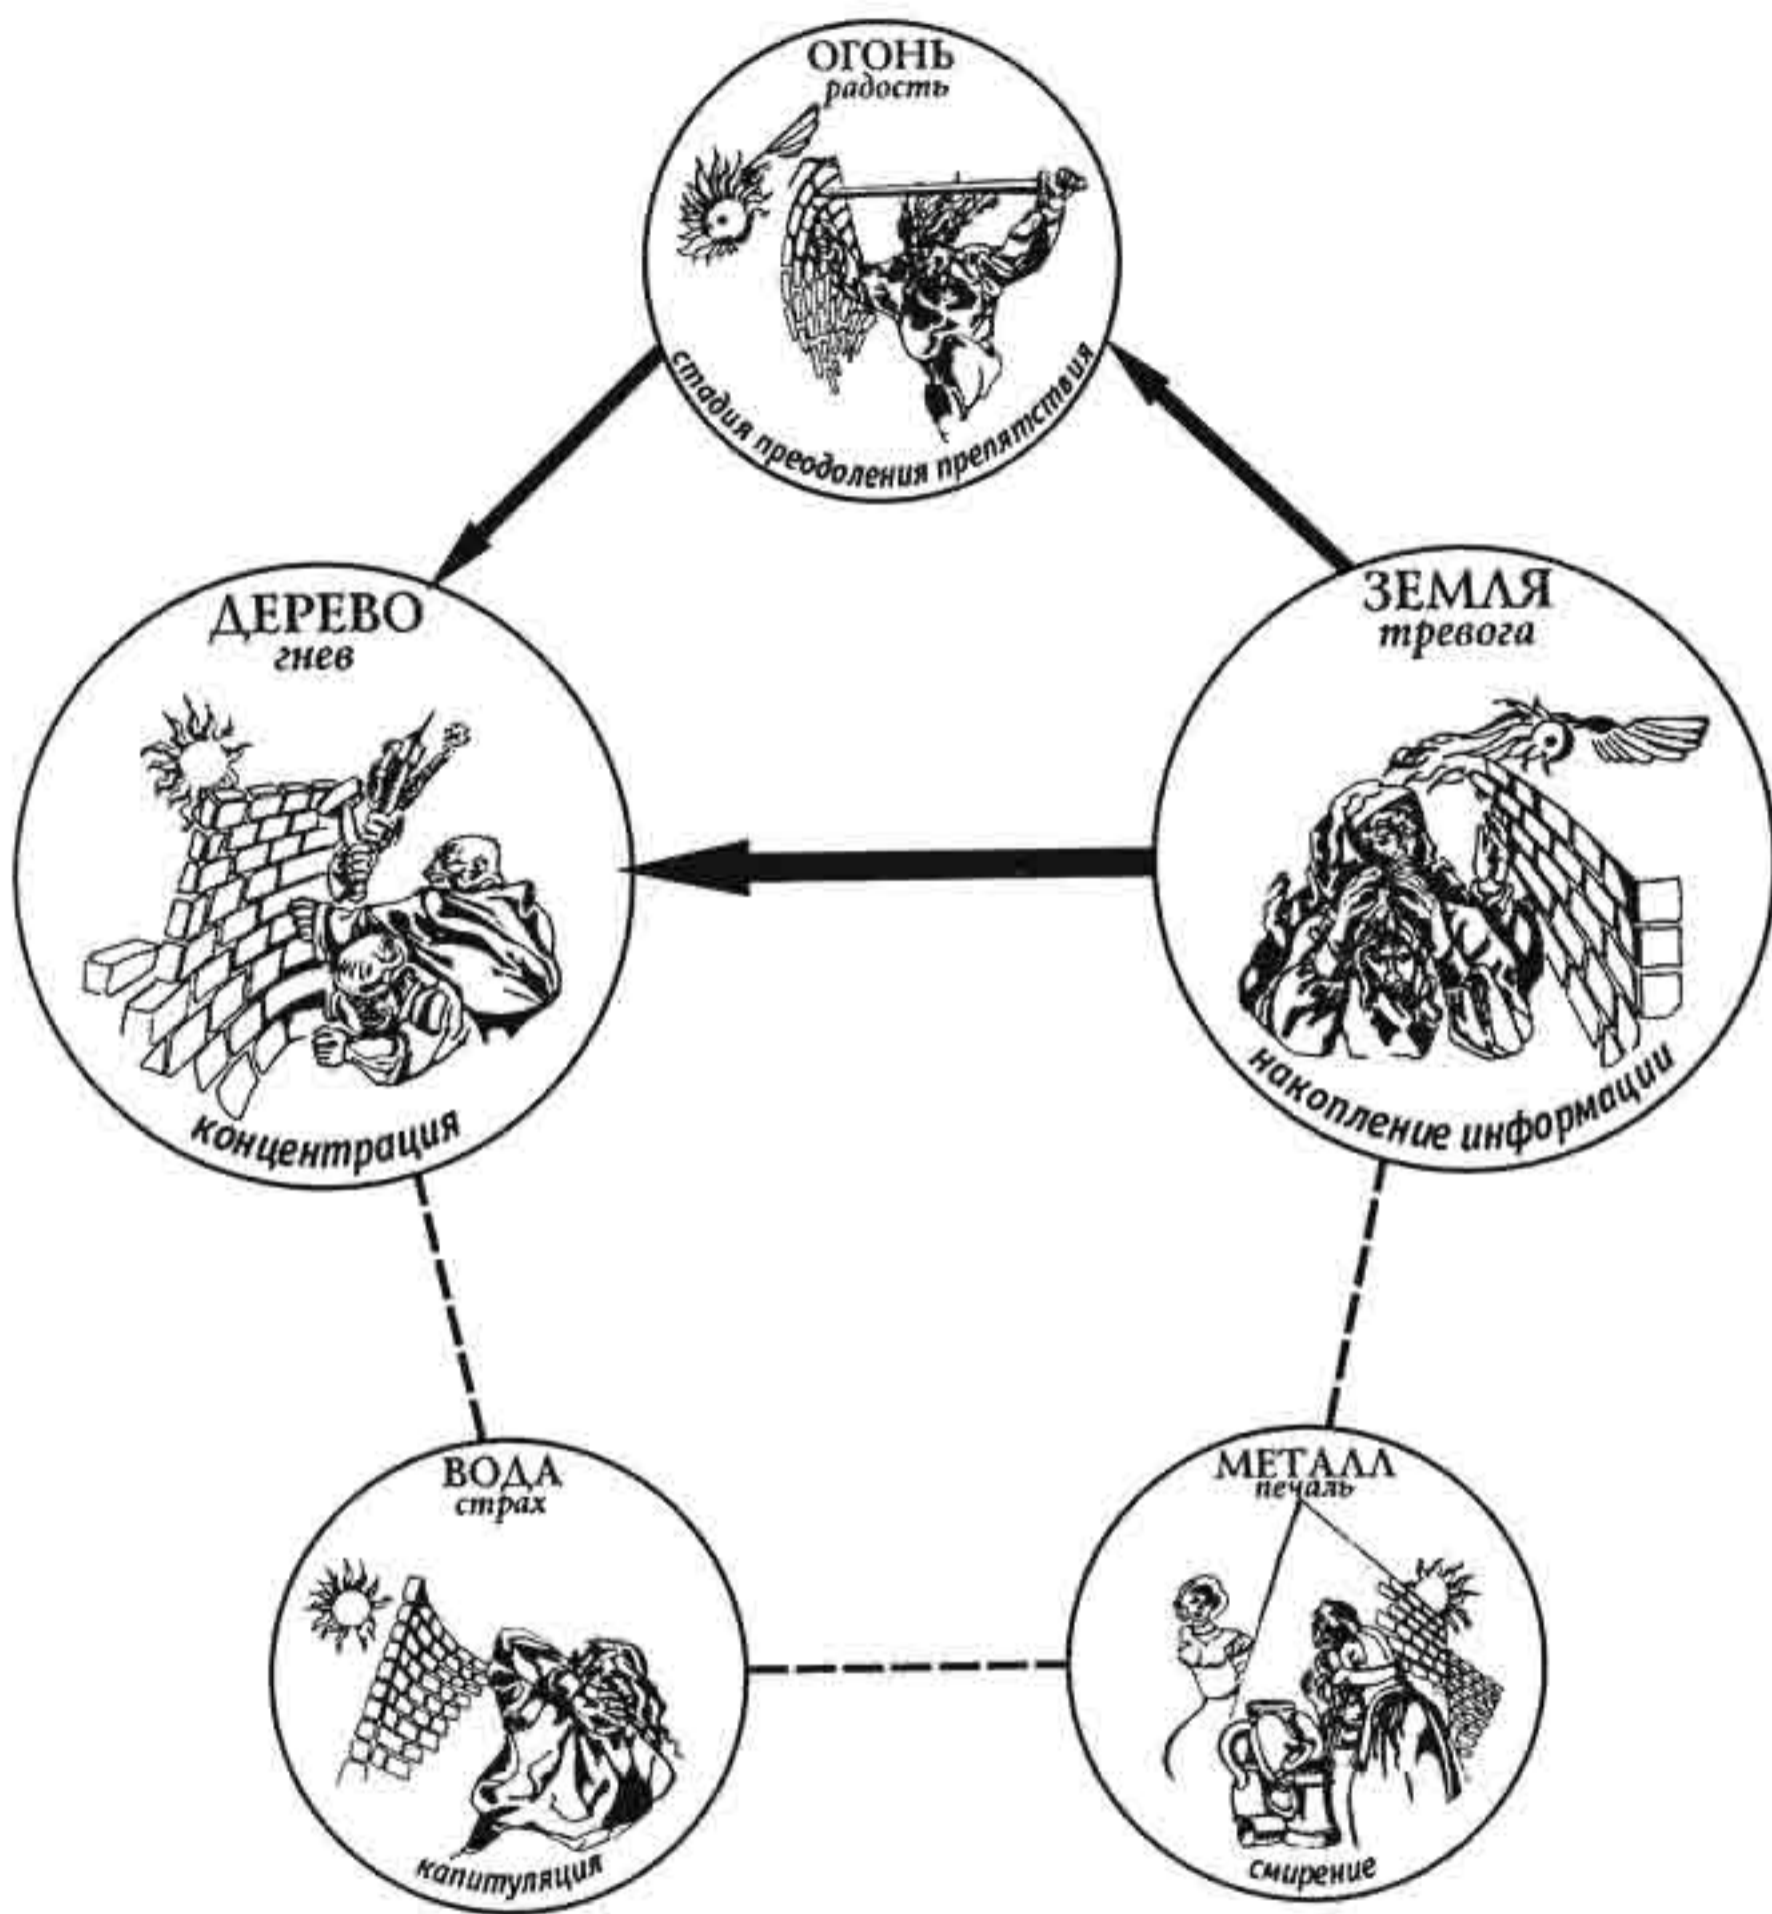 ОГОНЬ
радость
стадия преодоления препятствия
ДЕРЕВО
гнев
концентрация
ЗЕМЛЯ
тревога
накопление информации
ВОДА
страх
капитуляция
МЕТАЛЛ
печаль
смирение